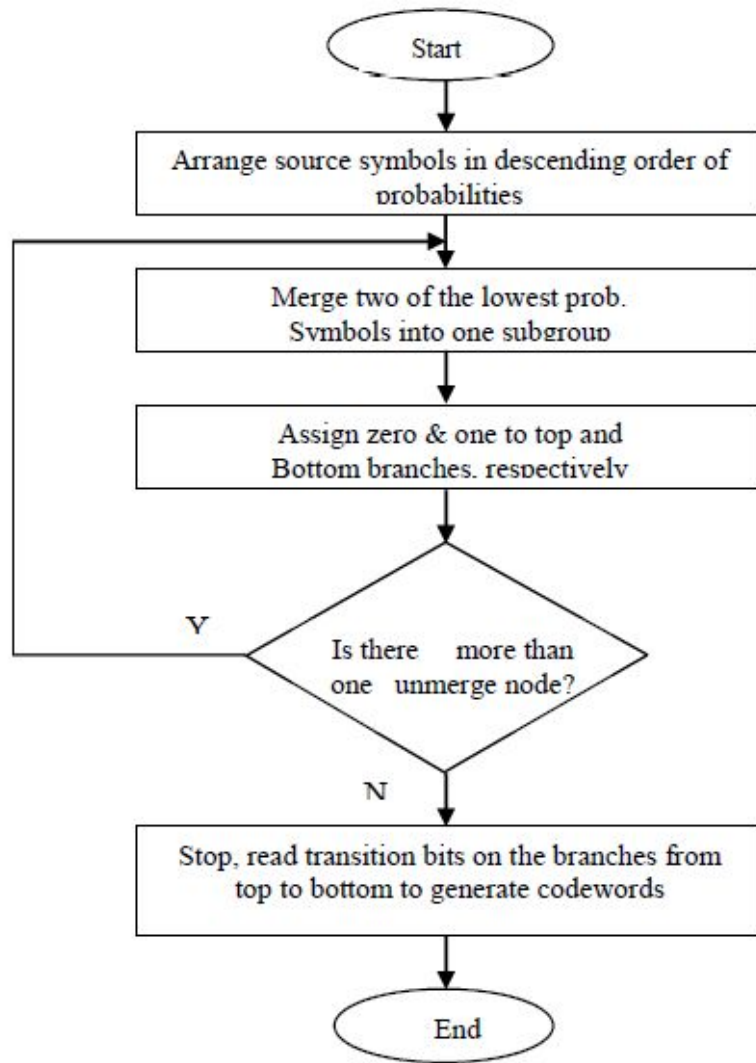 Start
Arrange source symbols in descending order of
probabilities
Merge two of the lowest prob.
Symbols into one subgroup
Assign zero & one to top and
Bottom branches, respectively
Y
Is there more than
one unmerge node?
N
Stop, read transition bits on the branches from
top to bottom to generate codewords
End